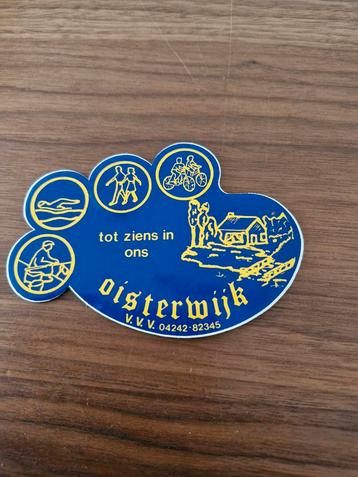 tot ziens in
ons
oisterwijk
V.V.V. 04242-82345